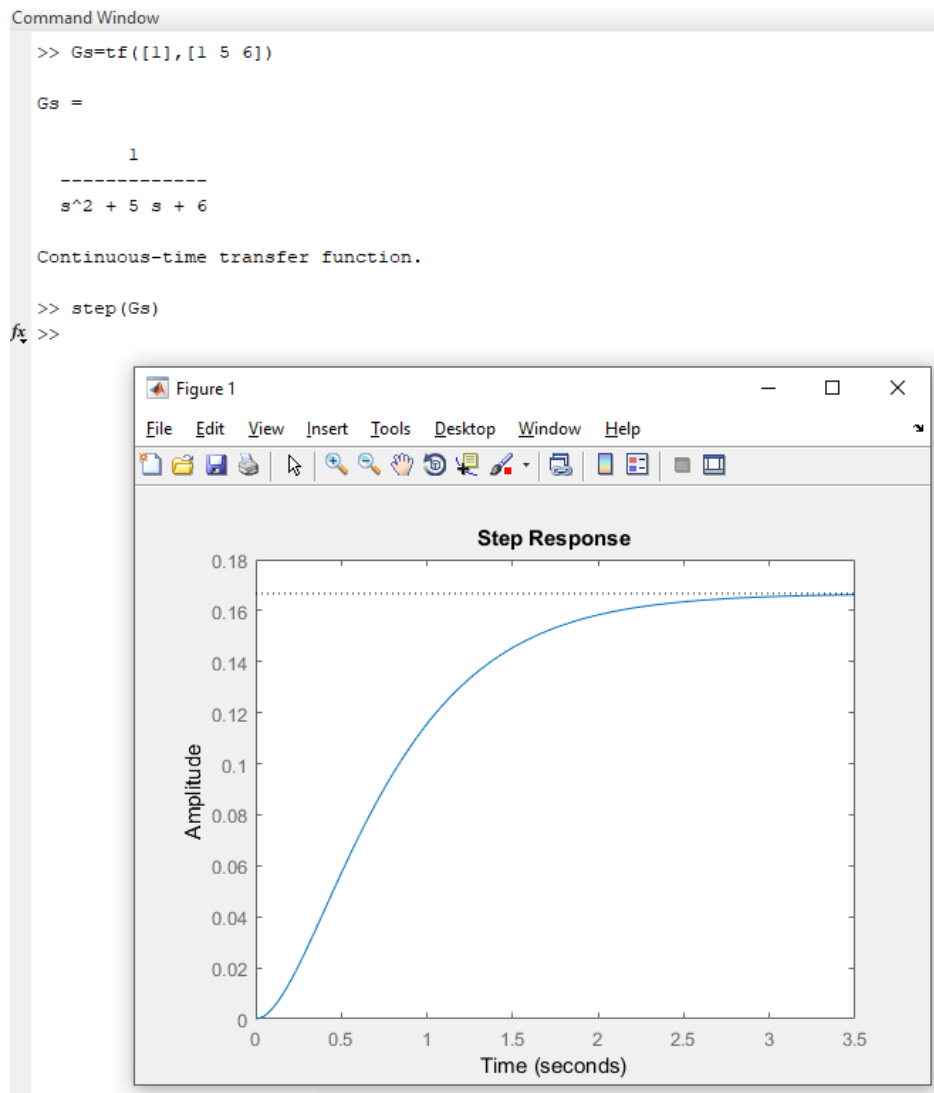 Command Window
>> Gs=tf([1],[1 5 6])
Gs =
1
-------------
s^2 + 5 s + 6
Continuous-time transfer function.
>> step(Gs)
fx >>
Figure 1
File Edit View Insert Tools Desktop Window Help
Step Response
0.18
0.16
0.14
0.12
0.1
0.08
0.06
0.04
0.02
0
Amplitude
0 0.5 1 1.5 2 2.5 3 3.5
Time (seconds)